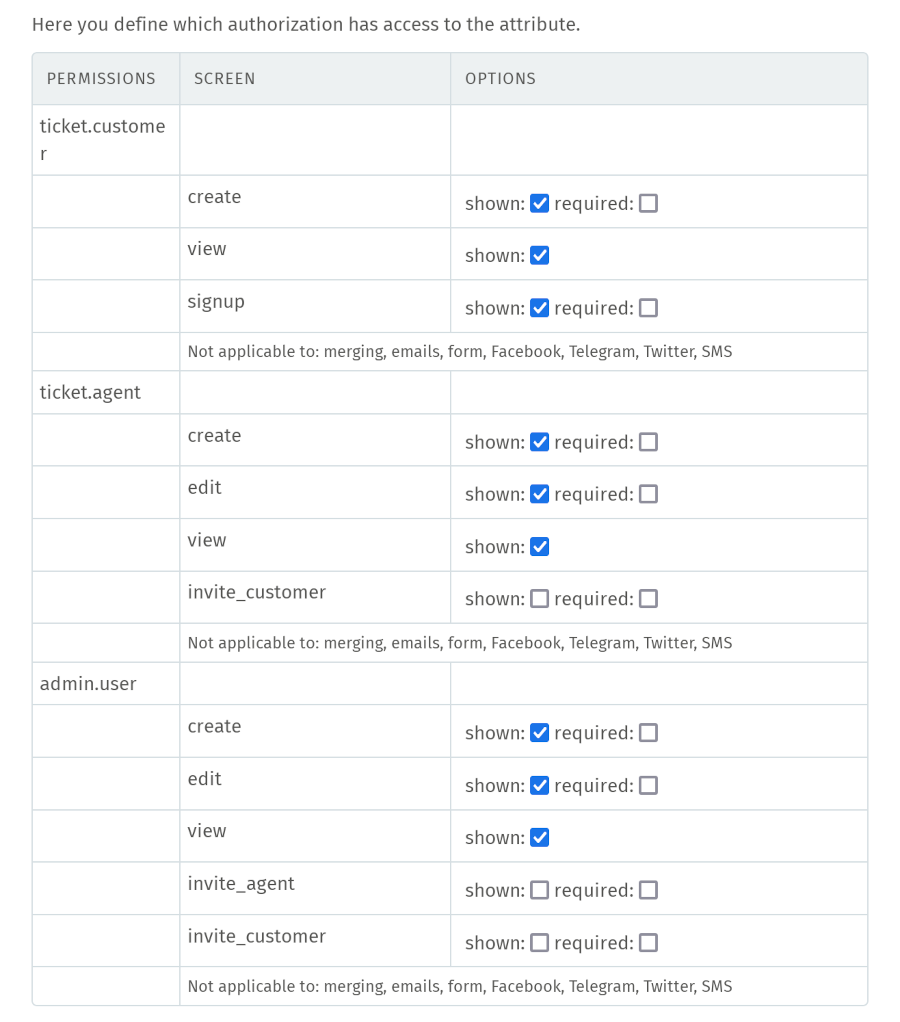 Here you define which authorization has access to the attribute.
PERMISSIONS SCREEN OPTIONS
ticket.custome
r
create shown: required:
view shown:
signup shown: required:
Not applicable to: merging, emails, form, Facebook, Telegram, Twitter, SMS
ticket.agent
create shown: required:
edit shown: required:
view shown:
invite_customer shown: required:
Not applicable to: merging, emails, form, Facebook, Telegram, Twitter, SMS
admin.user
create shown: required:
edit shown: required:
view shown:
invite_agent shown: required:
invite_customer shown: required:
Not applicable to: merging, emails, form, Facebook, Telegram, Twitter, SMS